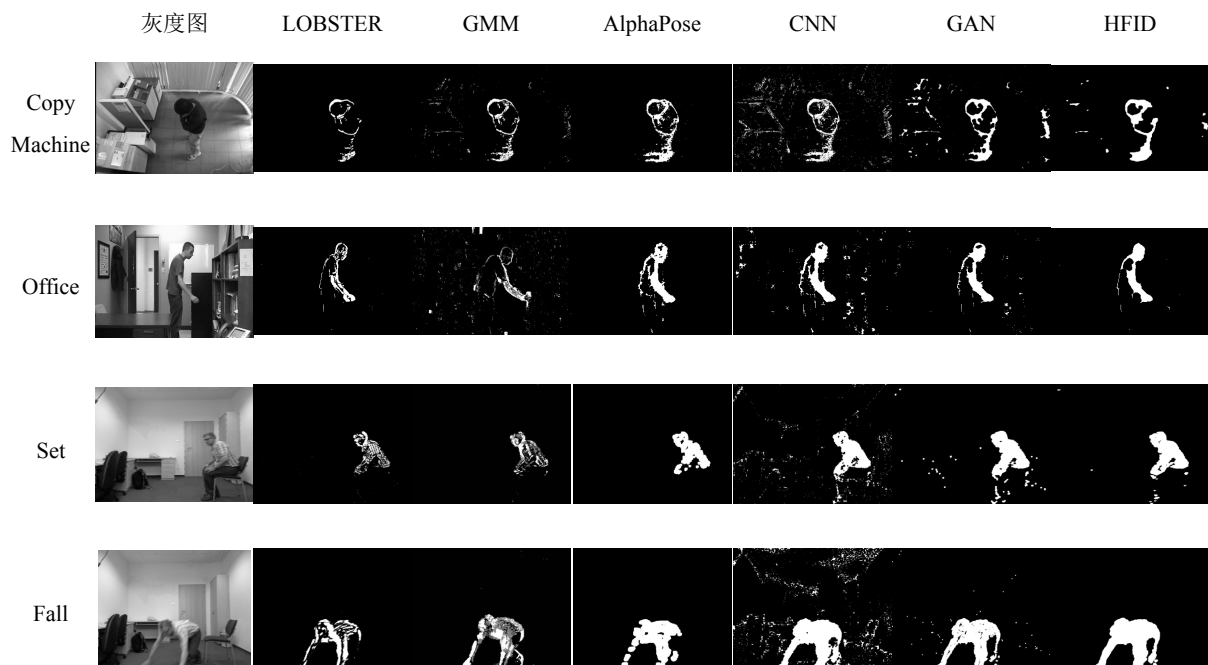 灰度图 LOBSTER GMM AlphaPose CNN GAN HFID
Copy
Machine
Office
Set
Fall